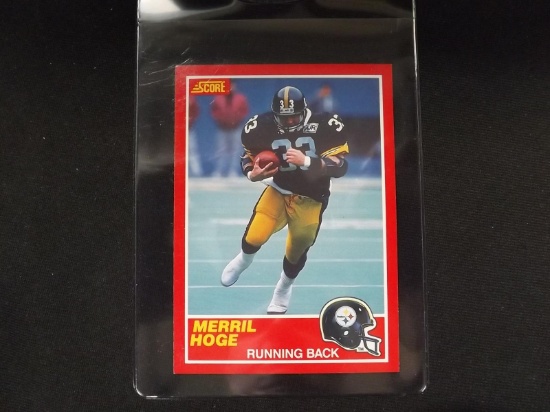 SCORE
33
33
MERRIL
HOGE
RUNNING BACK